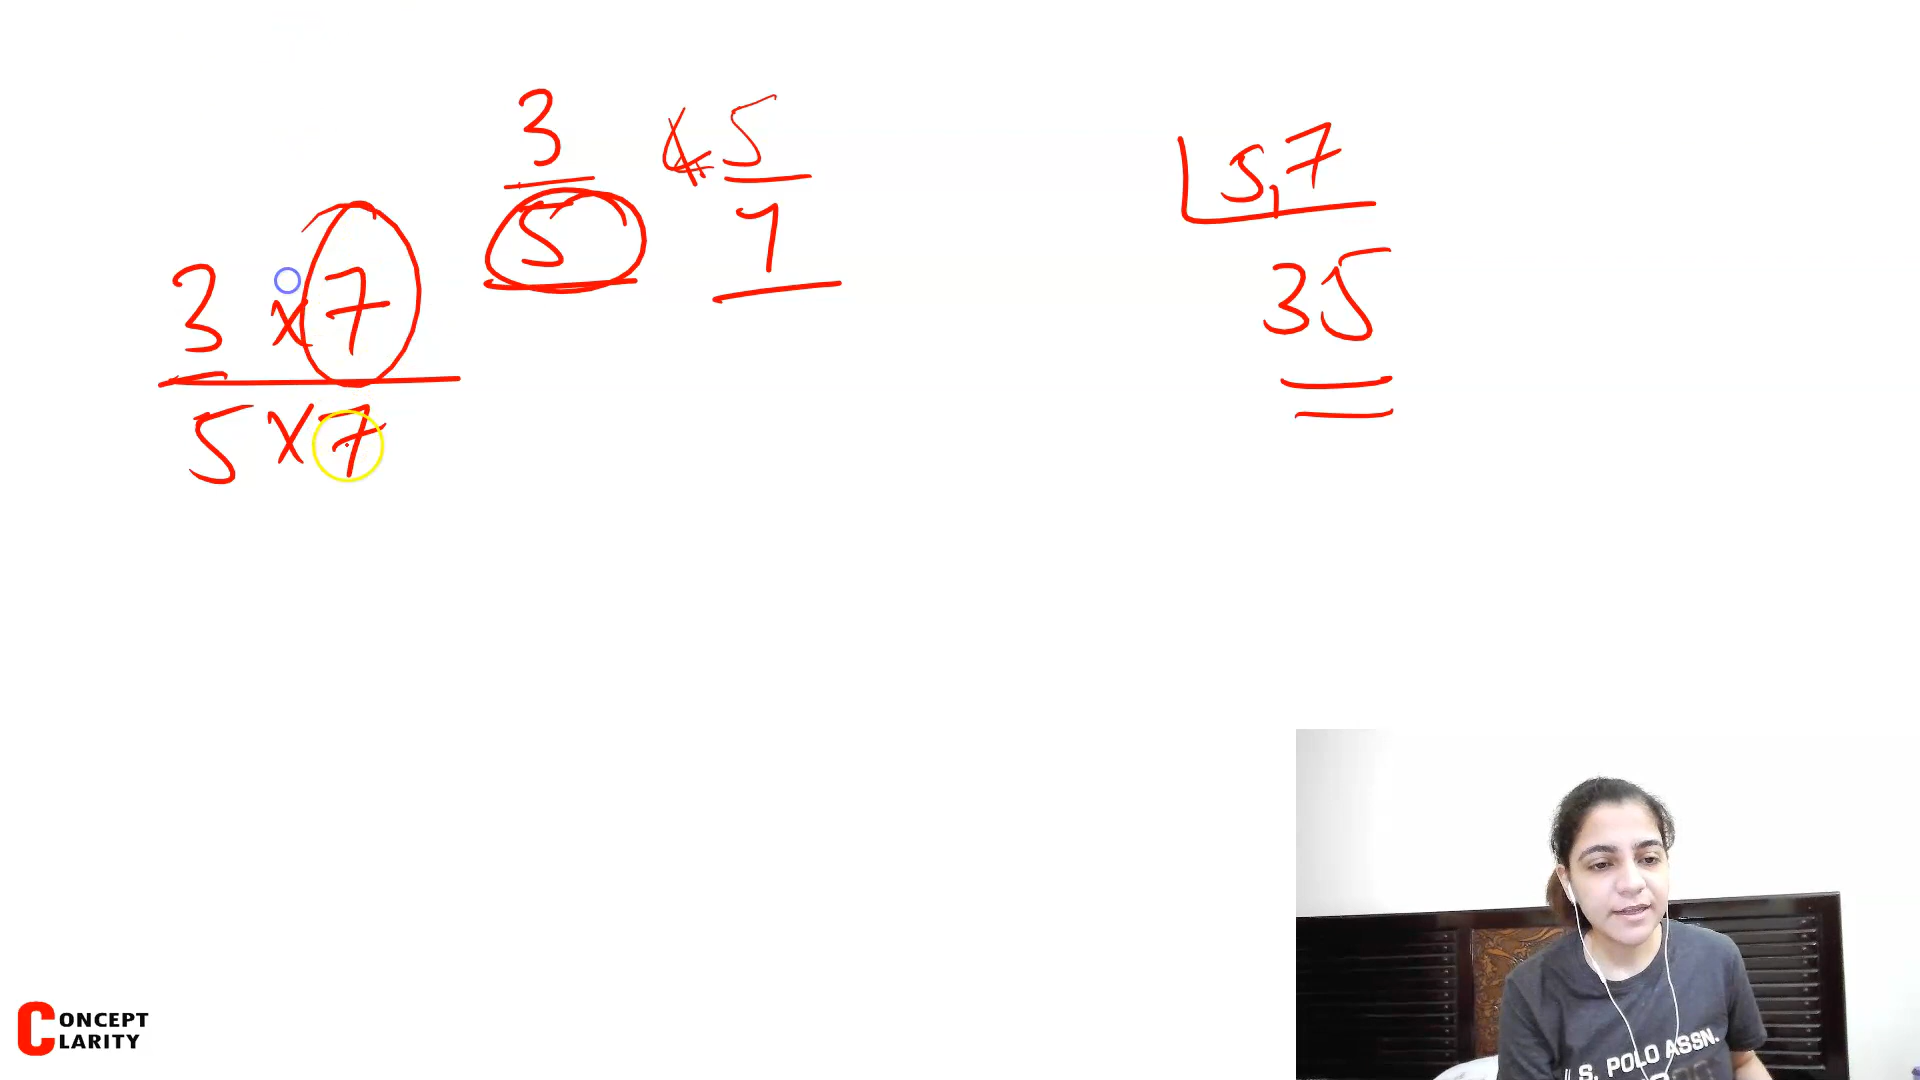 3 & 5
5 7
3 × 7
5 × 7
5, 7
35
CONCEPT
CLARITY
U.S. POLO ASSN.